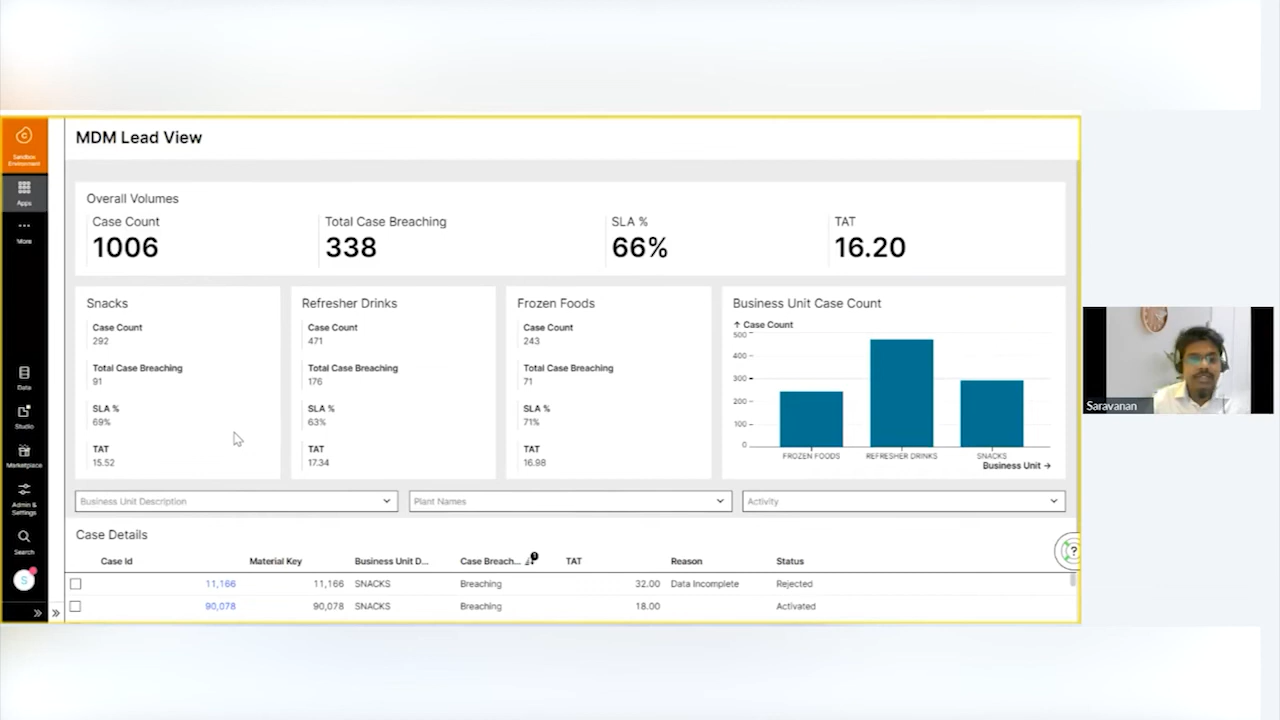 MDM Lead View
Sandbox
Environment
Apps
More
Data
Studio
Marketplace
Admin &
Settings
Search
S
Overall Volumes
Case Count
1006
Total Case Breaching
338
SLA %
66%
TAT
16.20
Snacks
Case Count
292
Total Case Breaching
91
SLA %
69%
TAT
15.52
Refresher Drinks
Case Count
471
Total Case Breaching
176
SLA %
63%
TAT
17.34
Frozen Foods
Case Count
243
Total Case Breaching
71
SLA %
71%
TAT
16.98
Business Unit Case Count
↑ Case Count
500
400
300
200
100
0
FROZEN FOODS REFRESHER DRINKS SNACKS
Business Unit →
Business Unit Description Plant Names Activity
Case Details
Case Id Material Key Business Unit D... Case Breach... 1 TAT Reason Status
11,166 11,166 SNACKS Breaching 32.00 Data Incomplete Rejected
90,078 90,078 SNACKS Breaching 18.00 Activated
?
Saravanan